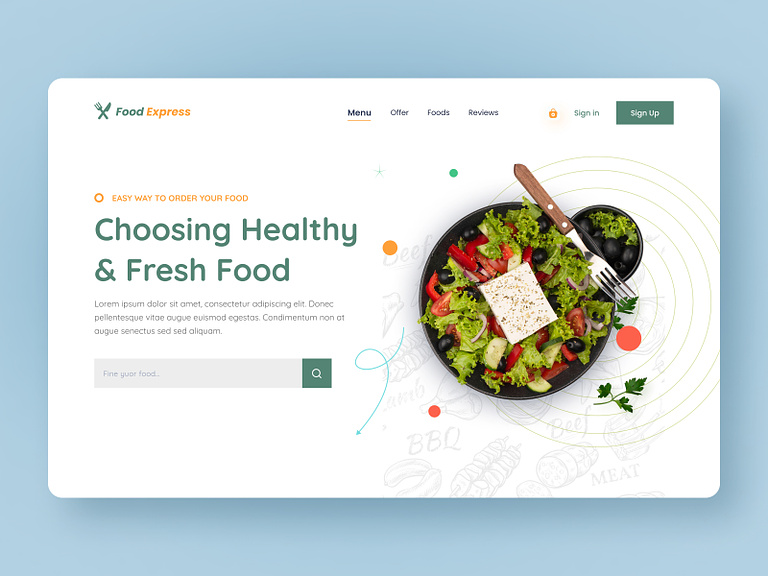 Food Express
Menu Offer Foods Reviews
Sign in
Sign Up
EASY WAY TO ORDER YOUR FOOD
Choosing Healthy
& Fresh Food
Lorem ipsum dolor sit amet, consectetur adipiscing elit. Donec
pellentesque vitae augue euismod egestas. Condimentum non at
augue senectus sed sed aliquam.
Fine yuor food...
Beef
Beef
BBQ
MEAT